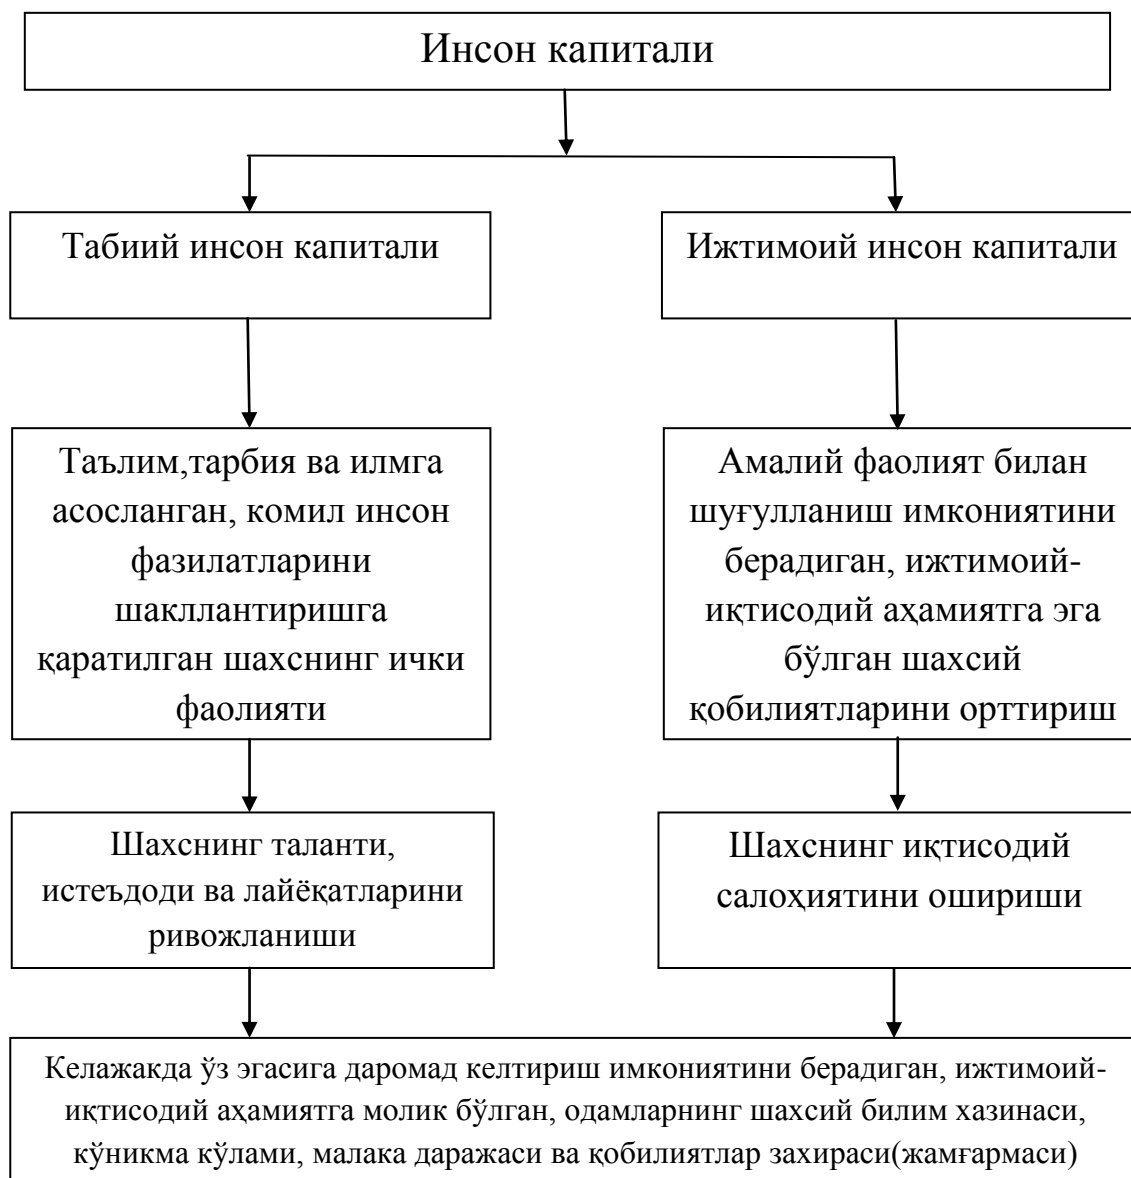 Инсон капитали
Табиий инсон капитали
Ижтимоий инсон капитали
Таълим,тарбия ва илмга
асосланган, комил инсон
фазилатларини
шакллантиришга
қаратилган шахснинг ички
фаолияти
Амалий фаолият билан
шуғулланиш имкониятини
берадиган, ижтимоий-
иқтисодий аҳамиятга эга
бўлган шахсий
қобилиятларини орттириш
Шахснинг таланти,
истеъдоди ва лайёқатларини
ривожланиши
Шахснинг иқтисодий
салоҳиятини ошириши
Келажакда ўз эгасига даромад келтириш имкониятини берадиган, ижтимоий-
иқтисодий аҳамиятга молик бўлган, одамларнинг шахсий билим хазинаси,
кўникма кўлами, малака даражаси ва қобилиятлар захираси(жамғармаси)